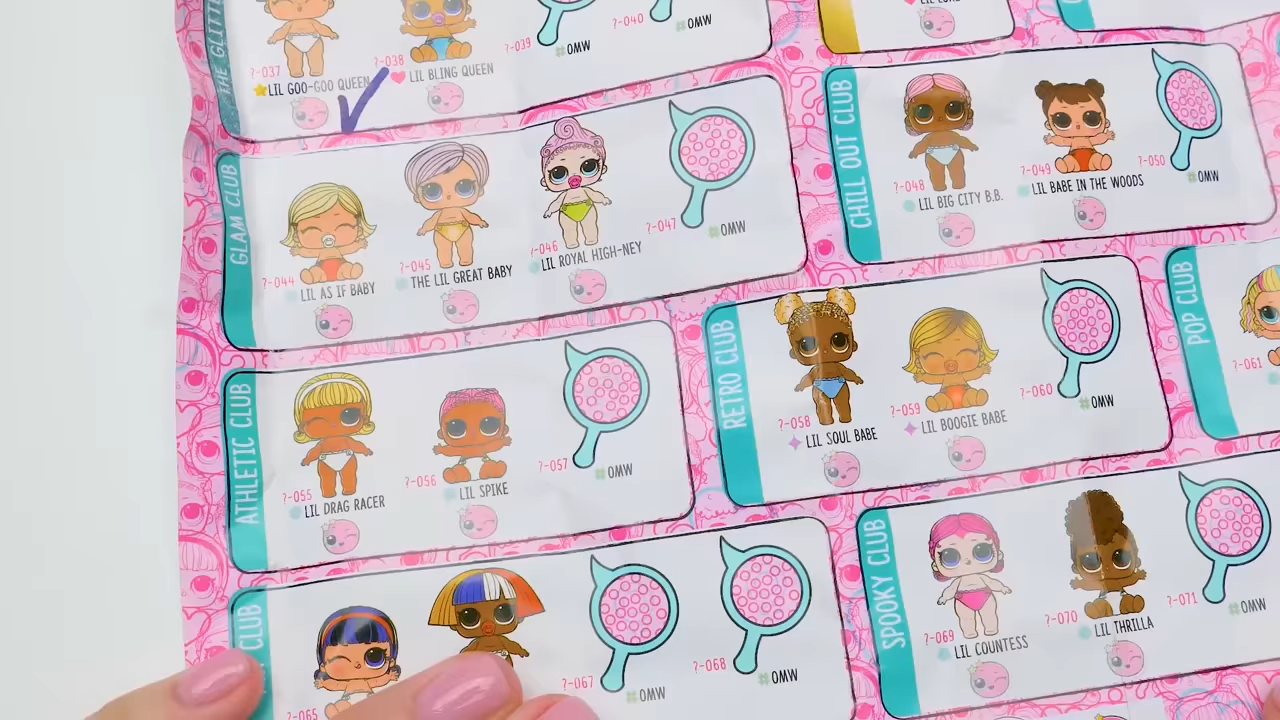 THE GLITT
?-037
LIL GOO-GOO QUEEN
?-038
LIL BLING QUEEN
?-039
#OMW
?-040
#OMW
GLAM CLUB
?-044
LIL AS IF BABY
?-045
THE LIL GREAT BABY
?-046
LIL ROYAL HIGH-NEY
?-047
#OMW
CHILL OUT CLUB
?-048
LIL BIG CITY B.B.
?-049
LIL BABE IN THE WOODS
?-050
#OMW
ATHLETIC CLUB
?-055
LIL DRAG RACER
?-056
LIL SPIKE
?-057
#OMW
RETRO CLUB
?-058
LIL SOUL BABE
?-059
LIL BOOGIE BABE
?-060
#OMW
POP CLUB
?-061
CLUB
?-065
?-067
#OMW
?-068
#OMW
SPOOKY CLUB
?-069
LIL COUNTESS
?-070
LIL THRILLA
?-071
#OMW